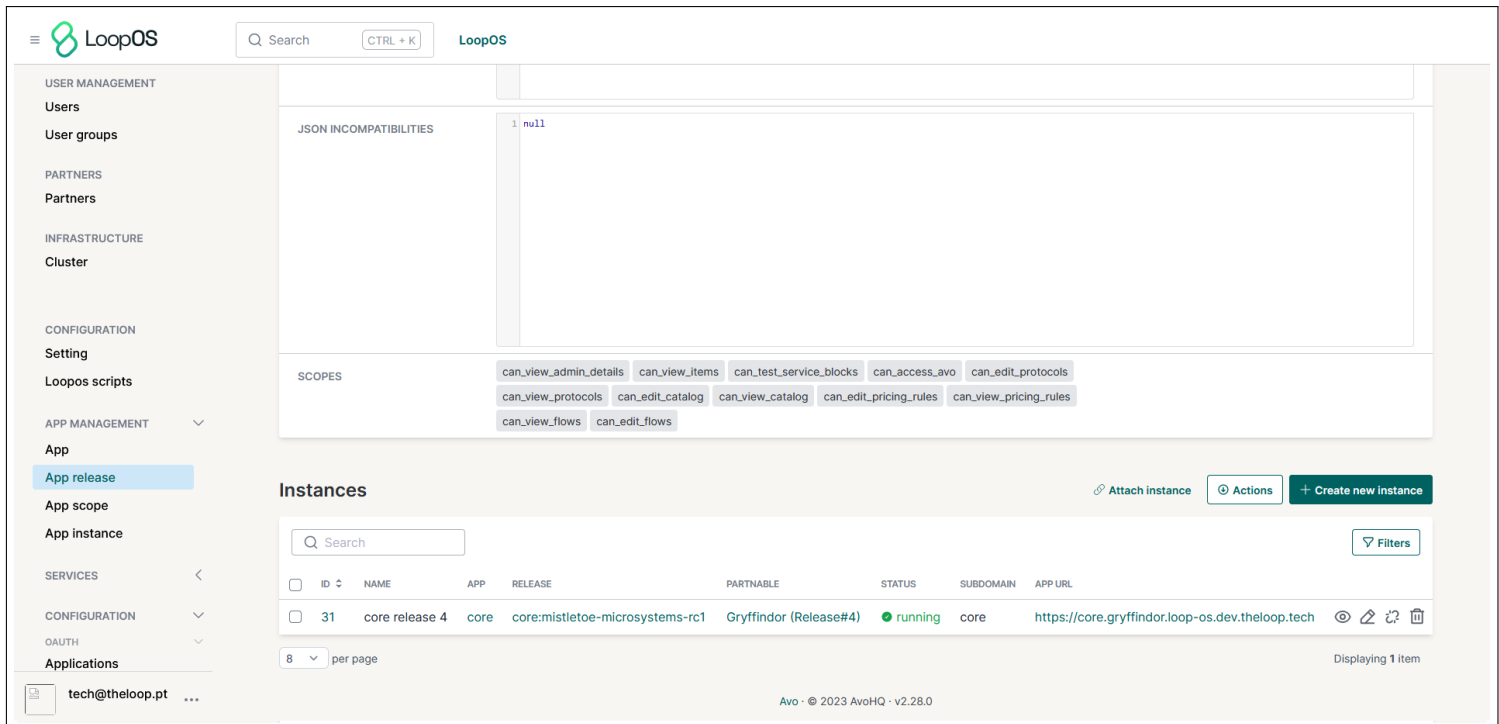 LoopOS
Search
CTRL + K
LoopOS
USER MANAGEMENT
Users
User groups
PARTNERS
Partners
INFRASTRUCTURE
Cluster
CONFIGURATION
Setting
Loopos scripts
APP MANAGEMENT
App
App release
App scope
App instance
SERVICES
CONFIGURATION
OAUTH
Applications
tech@theloop.pt
JSON INCOMPATIBILITIES
1 null
SCOPES
can_view_admin_details can_view_items can_test_service_blocks can_access_avo can_edit_protocols
can_view_protocols can_edit_catalog can_view_catalog can_edit_pricing_rules can_view_pricing_rules
can_view_flows can_edit_flows
Instances
Attach instance
Actions
Create new instance
Search
Filters
ID NAME APP RELEASE PARTNABLE STATUS SUBDOMAIN APP URL
31 core release 4 core core:mistletoe-microsystems-rc1 Gryffindor (Release#4) running core https://core.gryffindor.loop-os.dev.theloop.tech
8 per page
Displaying 1 item
Avo · © 2023 AvoHQ · v2.28.0